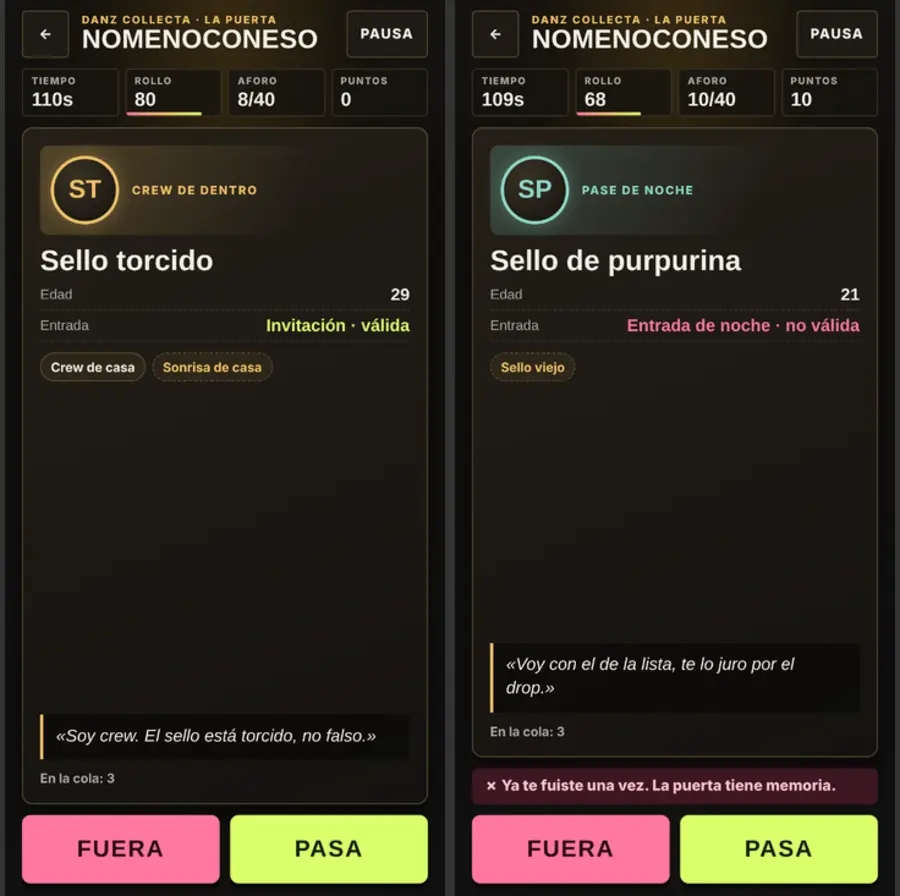 ←
DANZ COLLECTA · LA PUERTA
NOMENOCONESO
PAUSA
TIEMPO
110s
ROLLO
80
AFORO
8/40
PUNTOS
0
ST
CREW DE DENTRO
Sello torcido
Edad 29
Entrada Invitación · válida
Crew de casa Sonrisa de casa
«Soy crew. El sello está torcido, no falso.»
En la cola: 3
FUERA PASA
←
DANZ COLLECTA · LA PUERTA
NOMENOCONESO
PAUSA
TIEMPO
109s
ROLLO
68
AFORO
10/40
PUNTOS
10
SP
PASE DE NOCHE
Sello de purpurina
Edad 21
Entrada Entrada de noche · no válida
Sello viejo
«Voy con el de la lista, te lo juro por el
drop.»
En la cola: 3
× Ya te fuiste una vez. La puerta tiene memoria.
FUERA PASA